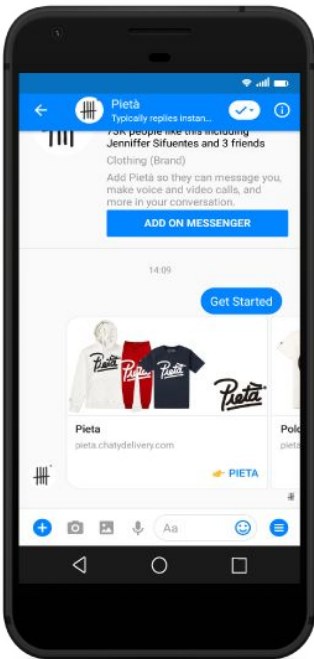 Pietà
Typically replies instan...
73K people like this including
Jenniffer Sifuentes and 3 friends
Clothing (Brand)
Add Pietà so they can message you,
make voice and video calls, and
more in your conversation.
ADD ON MESSENGER
14:09
Get Started
Pietà
Pietà
Pietà
Pietà
Pieta
pieta.chatydelivery.com
👉 PIETA
Polo
pieta
Aa